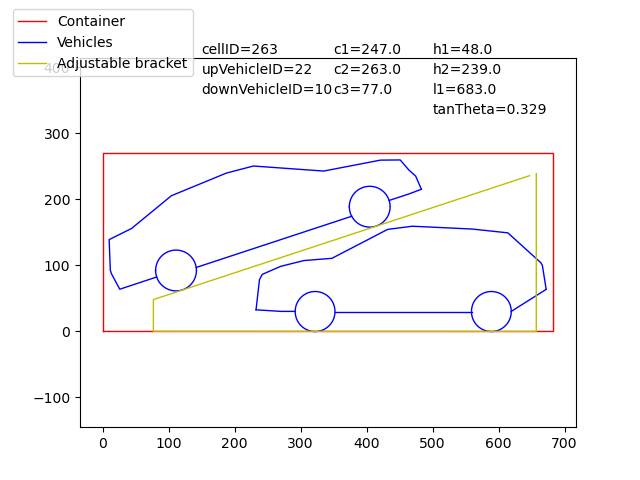 Container
Vehicles
Adjustable bracket
cellID=263 c1=247.0 h1=48.0
upVehicleID=22 c2=263.0 h2=239.0
downVehicleID=10 c3=77.0 l1=683.0
tanTheta=0.329
400
300
200
100
0
−100
0 100 200 300 400 500 600 700